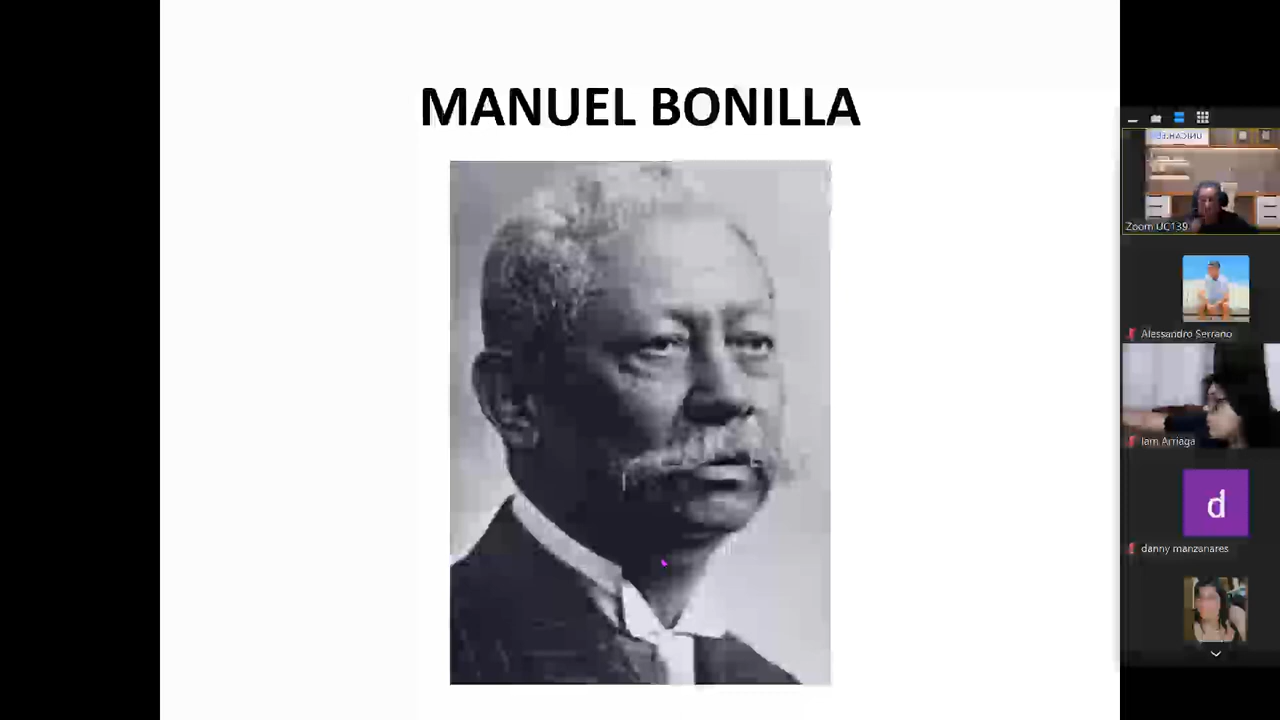 MANUEL BONILLA
Zoom UC139
Alessandro Serrano
Iam Arriaga
d
danny manzanares